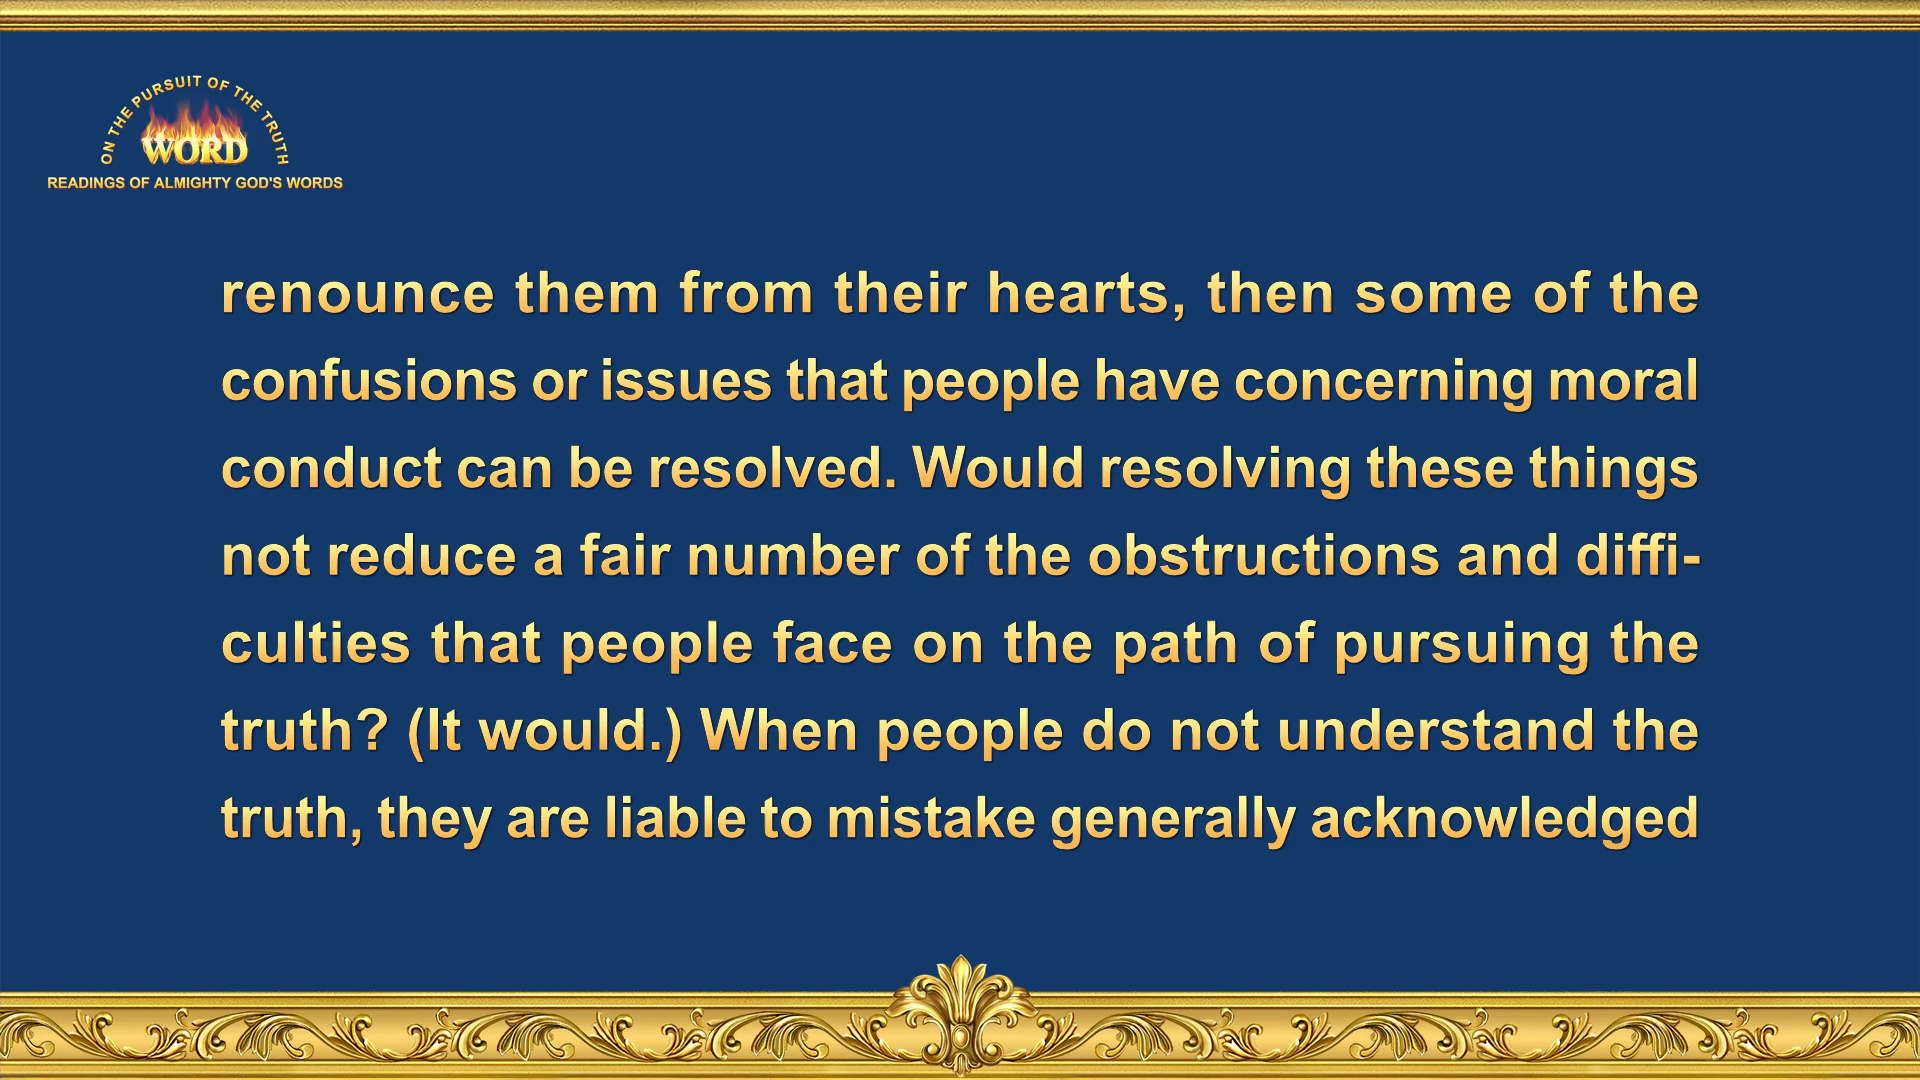 ON THE PURSUIT OF THE TRUTH
WORD
READINGS OF ALMIGHTY GOD'S WORDS
renounce them from their hearts, then some of the
confusions or issues that people have concerning moral
conduct can be resolved. Would resolving these things
not reduce a fair number of the obstructions and diffi-
culties that people face on the path of pursuing the
truth? (It would.) When people do not understand the
truth, they are liable to mistake generally acknowledged